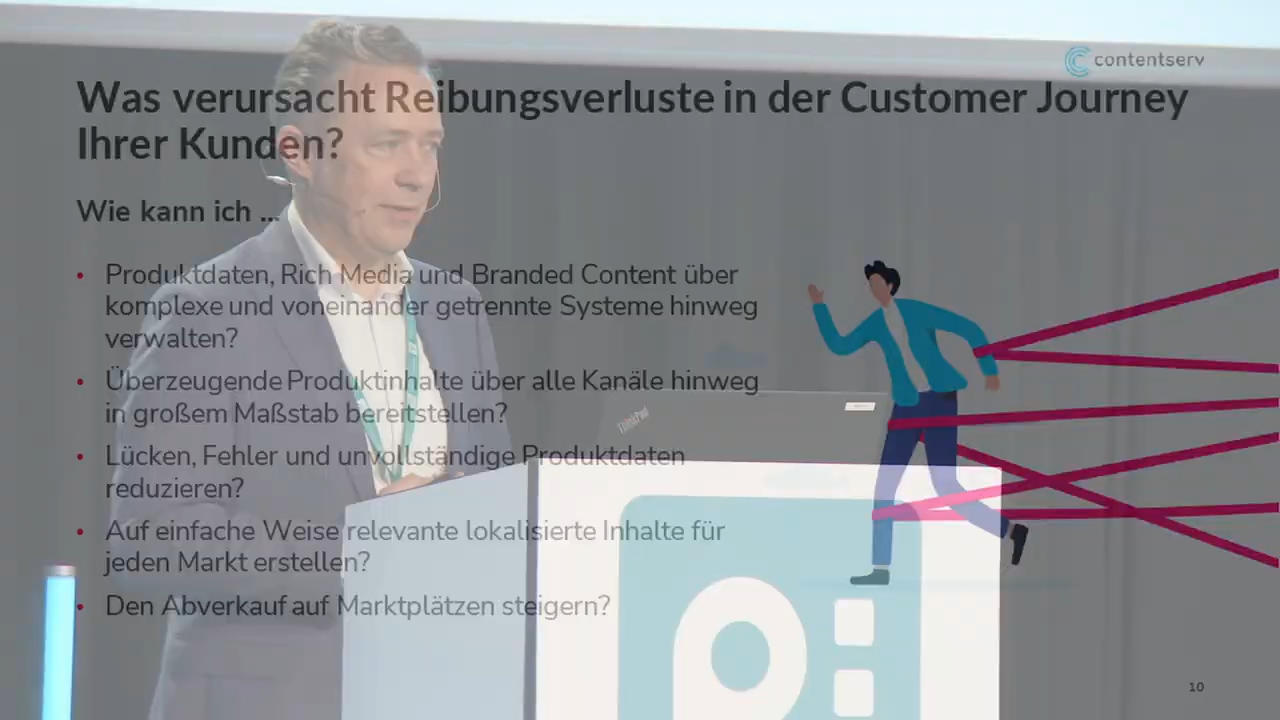 contentserv
Was verursacht Reibungsverluste in der Customer Journey
Ihrer Kunden?
Wie kann ich ...
• Produktdaten, Rich Media und Branded Content über
komplexe und voneinander getrennte Systeme hinweg
verwalten?
• Überzeugende Produktinhalte über alle Kanäle hinweg
in großem Maßstab bereitstellen?
ThinkPad
• Lücken, Fehler und unvollständige Produktdaten
reduzieren?
• Auf einfache Weise relevante lokalisierte Inhalte für
jeden Markt erstellen?
• Den Abverkauf auf Marktplätzen steigern?
p:
10